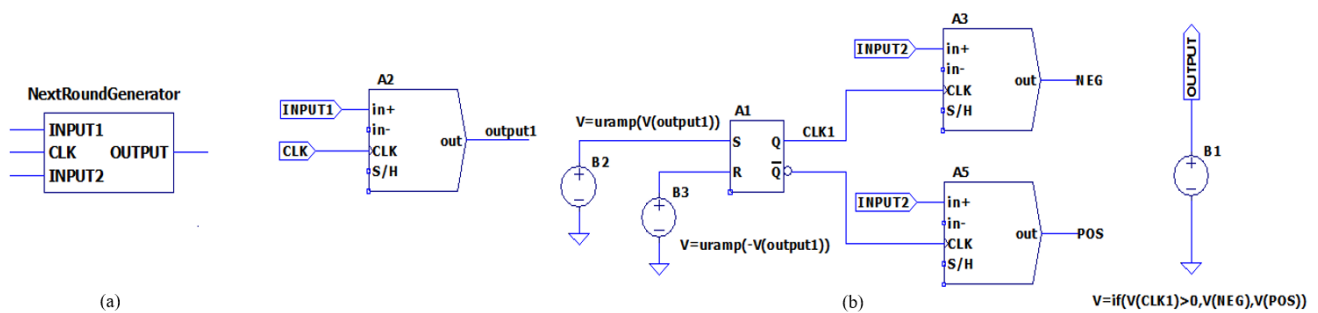 NextRoundGenerator
INPUT1
CLK OUTPUT
INPUT2
(a)
A2
INPUT1
in+
in-
CLK
CLK
S/H
out
output1
V=uramp(V(output1))
B2
B3
V=uramp(-V(output1))
A1
S Q
R Q
CLK1
A3
INPUT2
in+
in-
CLK
S/H
out
NEG
A5
INPUT2
in+
in-
CLK
S/H
out
POS
(b)
OUTPUT
B1
V=if(V(CLK1)>0,V(NEG),V(POS))